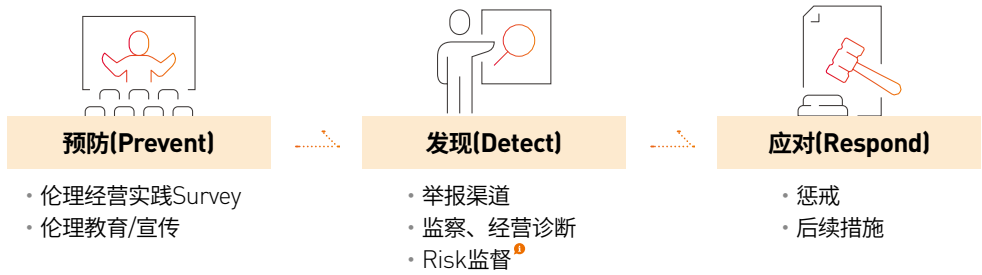 预防(Prevent)
· 伦理经营实践Survey
· 伦理教育/宣传
发现(Detect)
· 举报渠道
· 监察、经营诊断
· Risk监督
应对(Respond)
· 惩戒
· 后续措施